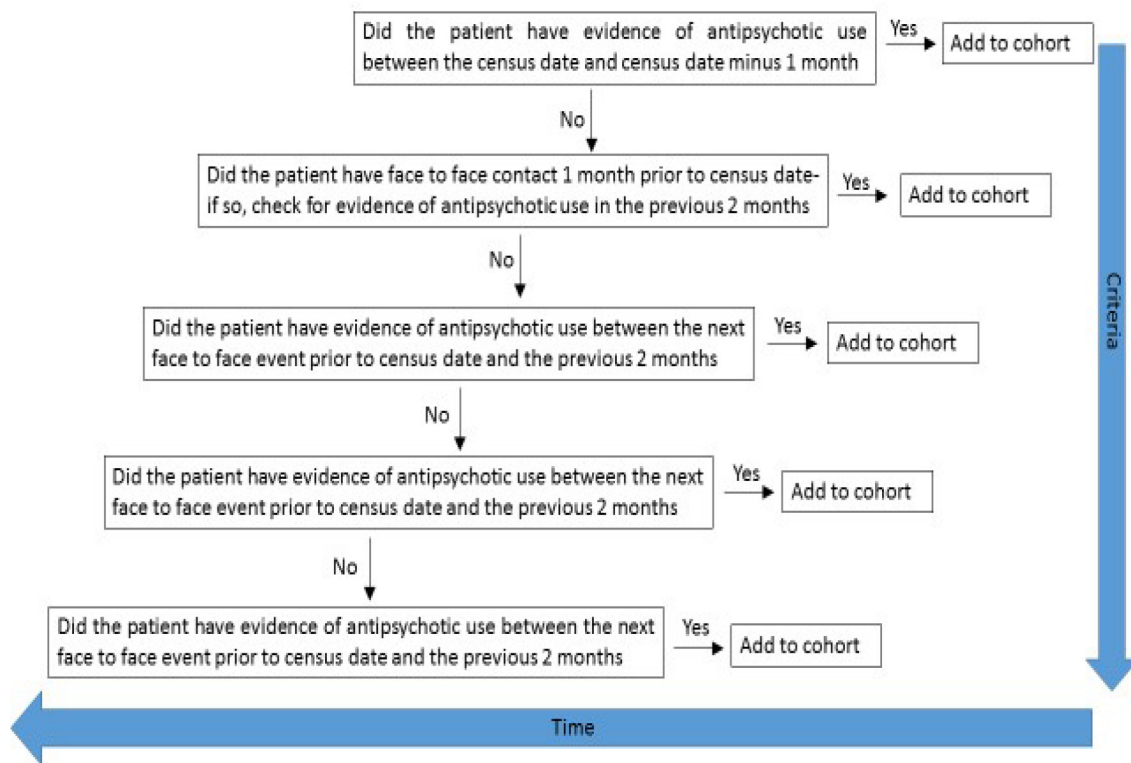 Did the patient have evidence of antipsychotic use
between the census date and census date minus 1 month
Yes
Add to cohort
No
Did the patient have face to face contact 1 month prior to census date-
if so, check for evidence of antipsychotic use in the previous 2 months
Yes
Add to cohort
No
Did the patient have evidence of antipsychotic use between the next
face to face event prior to census date and the previous 2 months
Yes
Add to cohort
No
Did the patient have evidence of antipsychotic use between the next
face to face event prior to census date and the previous 2 months
Yes
Add to cohort
No
Did the patient have evidence of antipsychotic use between the next
face to face event prior to census date and the previous 2 months
Yes
Add to cohort
Criteria
Time